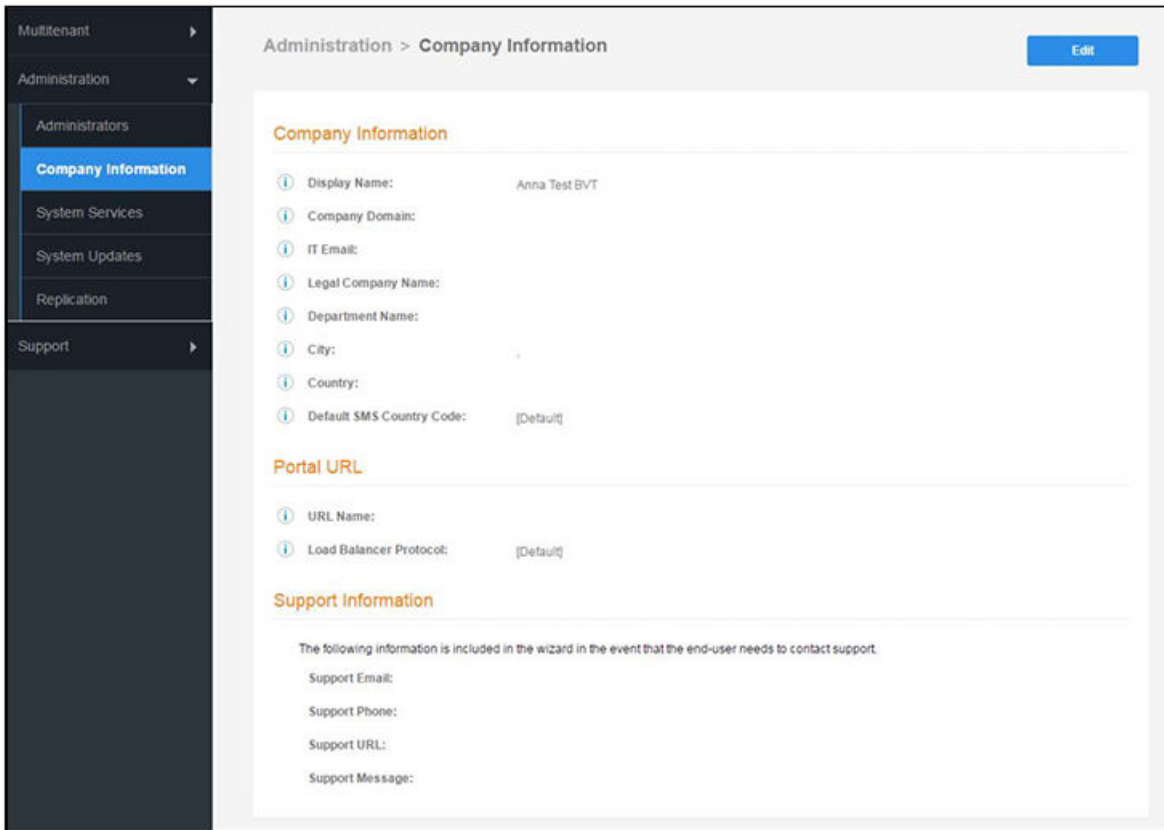 Multitenant
Administration
Administrators
Company Information
System Services
System Updates
Replication
Support
Administration > Company Information
Edit
Company Information
Display Name: Anna Test BVT
Company Domain:
IT Email:
Legal Company Name:
Department Name:
City: ,
Country:
Default SMS Country Code: [Default]
Portal URL
URL Name:
Load Balancer Protocol: [Default]
Support Information
The following information is included in the wizard in the event that the end-user needs to contact support.
Support Email:
Support Phone:
Support URL:
Support Message: